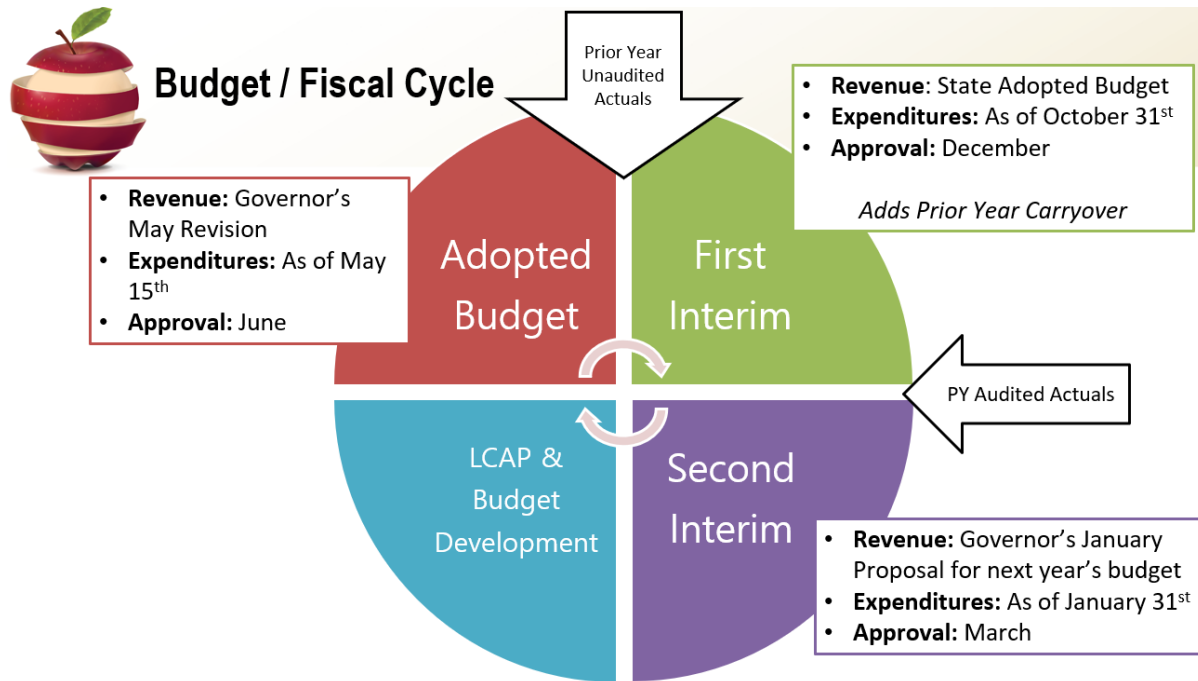 Budget / Fiscal Cycle
Prior Year
Unaudited
Actuals
• Revenue: State Adopted Budget
• Expenditures: As of October 31st
• Approval: December
Adds Prior Year Carryover
• Revenue: Governor’s
May Revision
• Expenditures: As of May
15th
• Approval: June
Adopted
Budget
First
Interim
PY Audited Actuals
LCAP &
Budget
Development
Second
Interim
• Revenue: Governor’s January
Proposal for next year’s budget
• Expenditures: As of January 31st
• Approval: March